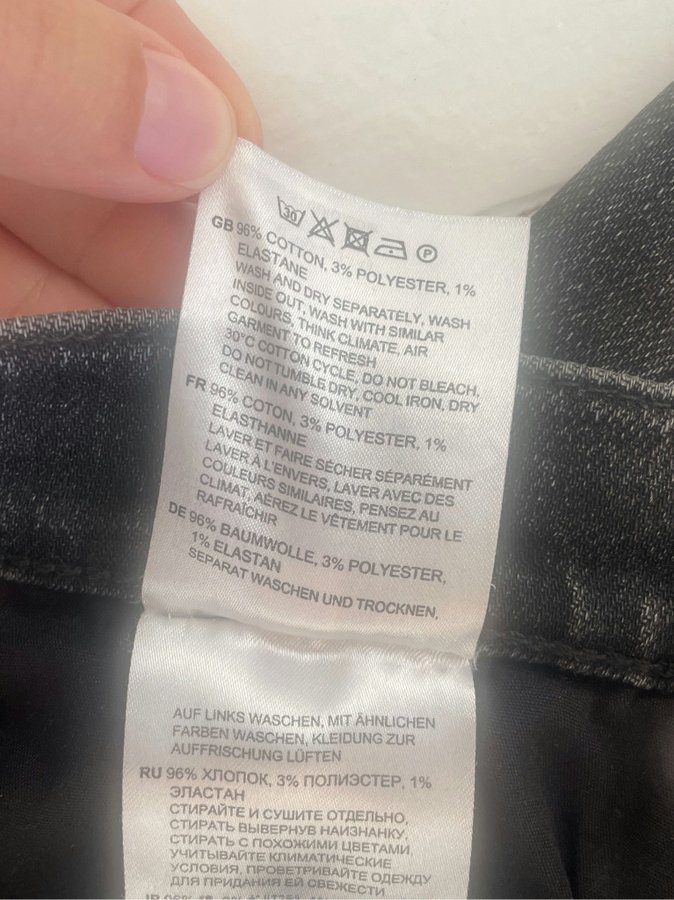 30 P
GB 96% COTTON, 3% POLYESTER, 1%
ELASTANE
WASH AND DRY SEPARATELY, WASH
INSIDE OUT, WASH WITH SIMILAR
COLOURS, THINK CLIMATE, AIR
GARMENT TO REFRESH
30°C COTTON CYCLE, DO NOT BLEACH,
DO NOT TUMBLE DRY, COOL IRON, DRY
CLEAN IN ANY SOLVENT
FR 96% COTON, 3% POLYESTER, 1%
ELASTHANNE
LAVER ET FAIRE SÉCHER SÉPARÉMENT
LAVER À L'ENVERS, LAVER AVEC DES
COULEURS SIMILAIRES, PENSEZ AU
CLIMAT, AÉREZ LE VÊTEMENT POUR LE
RAFRAÎCHIR
DE 96% BAUMWOLLE, 3% POLYESTER,
1% ELASTAN
SEPARAT WASCHEN UND TROCKNEN,
AUF LINKS WASCHEN, MIT ÄHNLICHEN
FARBEN WASCHEN, KLEIDUNG ZUR
AUFFRISCHUNG LÜFTEN
RU 96% ХЛОПОК, 3% ПОЛИЭСТЕР, 1%
ЭЛАСТАН
СТИРАЙТЕ И СУШИТЕ ОТДЕЛЬНО,
СТИРАТЬ ВЫВЕРНУВ НАИЗНАНКУ,
СТИРАТЬ С ПОХОЖИМИ ЦВЕТАМИ,
УЧИТЫВАЙТЕ КЛИМАТИЧЕСКИЕ
УСЛОВИЯ, ПРОВЕТРИВАЙТЕ ОДЕЖДУ
ДЛЯ ПРИДАНИЯ ЕЙ СВЕЖЕСТИ